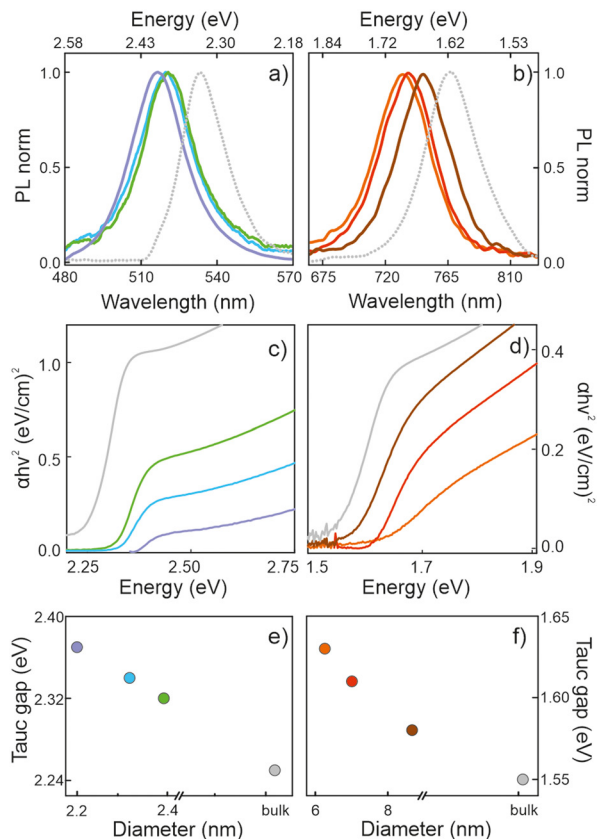 Energy (eV) Energy (eV)
2.58 2.43 2.30 2.18 1.84 1.72 1.62 1.53
1.0 a) b) 1.0
PL norm 0.5 0.5 PL norm
0.0 0.0
480 510 540 570 675 720 765 810
Wavelength (nm) Wavelength (nm)
1.0 c) d) 0.4
αhv² (eV/cm)² 0.5 0.2 αhv² (eV/cm)²
0.0 0.0
2.25 2.50 2.75 1.5 1.7 1.9
Energy (eV) Energy (eV)
2.40 e) f) 1.65
Tauc gap (eV) 2.32 1.60 Tauc gap (eV)
2.24 1.55
2.2 2.4 bulk 6 8 bulk
Diameter (nm) Diameter (nm)